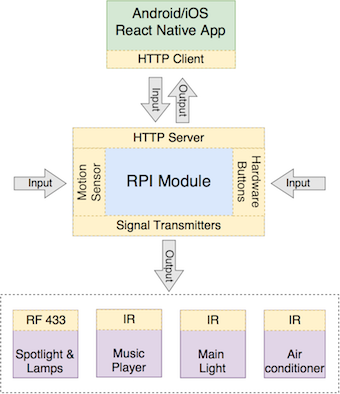 Android/iOS
React Native App
HTTP Client
Input
Output
HTTP Server
Input
Motion
Sensor
RPI Module
Hardware
Buttons
Input
Signal Transmitters
Output
RF 433
IR
IR
IR
Spotlight &
Lamps
Music
Player
Main
Light
Air
conditioner